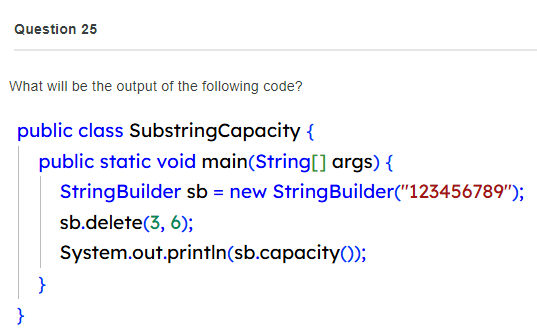 Question 25
What will be the output of the following code?
public class SubstringCapacity {
public static void main(String[] args) {
StringBuilder sb = new StringBuilder("123456789");
sb.delete(3, 6);
System.out.println(sb.capacity());
}
}